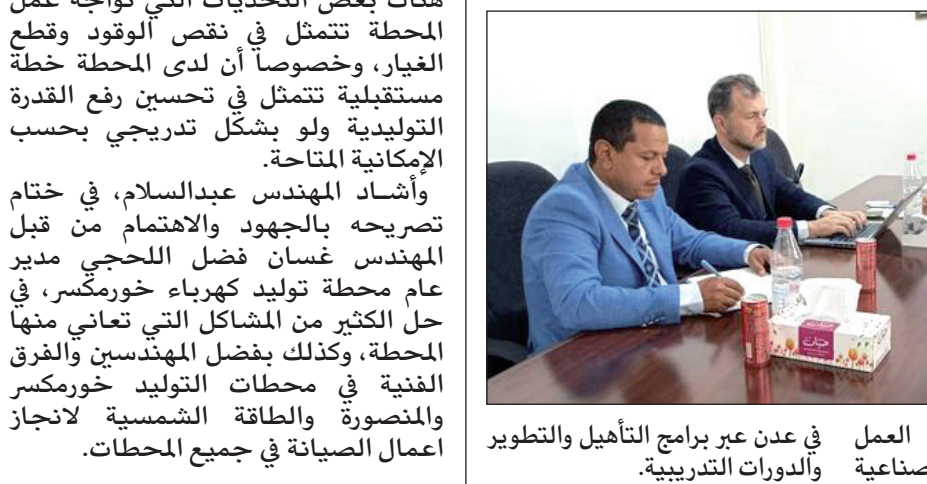 العمل
صناعية
في عدن عبر برامج التأهيل والتطوير
والدورات التدريبية.
هناك بعض التحديات التي تواجه عمل
المحطة تتمثل في نقص الوقود وقطع
الغيار، وخصوصا أن لدى المحطة خطة
مستقبلية تتمثل في تحسين رفع القدرة
التوليدية ولو بشكل تدريجي بحسب
الإمكانية المتاحة.
وأشـاد المهندس عبدالسلام، في ختام
تصريحه بالجهود والاهتمام من قبل
المهندس غسان فضل اللحجي مدير
عام محطة توليد كهرباء خورمكسر، في
حل الكثير من المشاكل التي تعاني منها
المحطة، وكذلك بفضل المهندسين والفرق
الفنية في محطات التوليد خورمكسر
والمنصورة والطاقة الشمسية لانجاز
اعمال الصيانة في جميع المحطات.